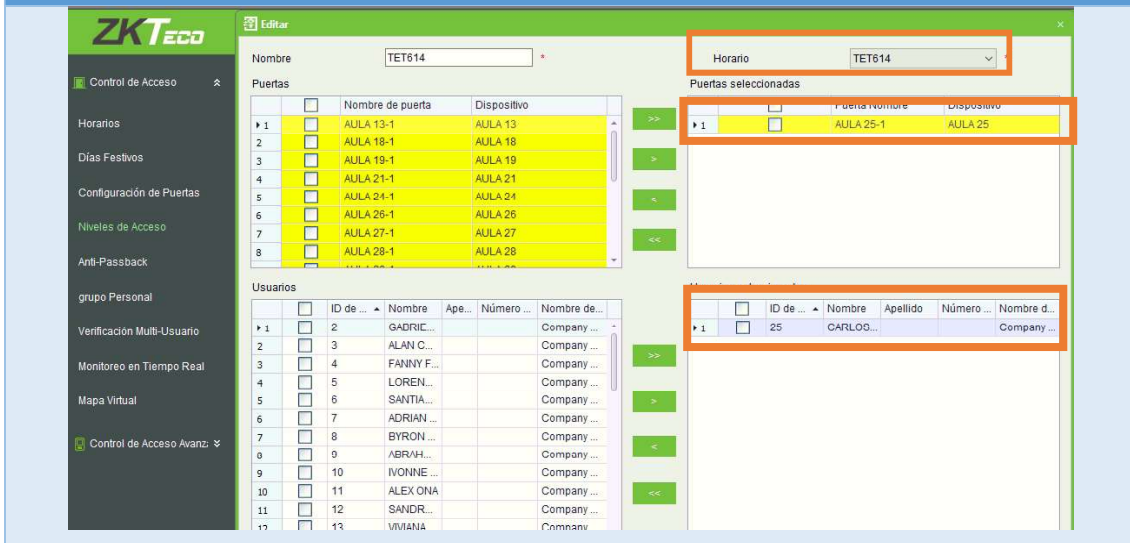 ZKTeco
Editar
×
Nombre TET614 *
Horario TET614
Control de Acceso
Horarios
Días Festivos
Configuración de Puertas
Niveles de Acceso
Anti-Passback
grupo Personal
Verificación Multi-Usuario
Monitoreo en Tiempo Real
Mapa Virtual
Control de Acceso Avanz
Puertas
Nombre de puerta Dispositivo
1 AULA 13-1 AULA 13
2 AULA 18-1 AULA 18
3 AULA 19-1 AULA 19
4 AULA 21-1 AULA 21
5 AULA 24-1 AULA 24
6 AULA 26-1 AULA 26
7 AULA 27-1 AULA 27
8 AULA 28-1 AULA 28
>>
>
<
<<
Puertas seleccionadas
Puerta Nombre Dispositivo
1 AULA 25-1 AULA 25
Usuarios
ID de ... Nombre Ape... Número ... Nombre de...
1 2 GADRIE... Company ...
2 3 ALAN C... Company ...
3 4 FANNY F... Company ...
4 5 LOREN... Company ...
5 6 SANTIA... Company ...
6 7 ADRIAN ... Company ...
7 8 BYRON ... Company ...
8 9 ABRAH... Company ...
9 10 IVONNE ... Company ...
10 11 ALEX ONA Company ...
11 12 SANDR... Company ...
12 13 VIVIANA Company
>>
>
<
<<
ID de ... Nombre Apellido Número ... Nombre d...
1 25 CARLOS... Company ...